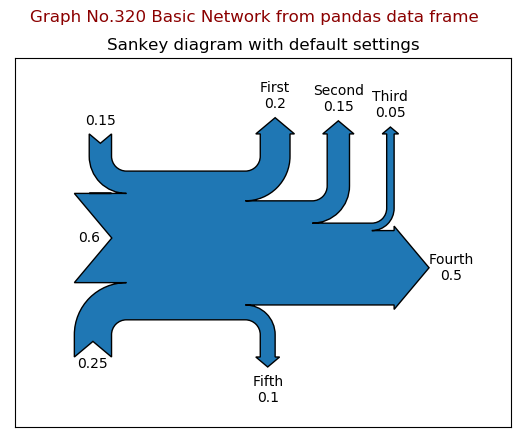 Graph No.320 Basic Network from pandas data frame
Sankey diagram with default settings
First
0.2
Second
0.15
Third
0.05
0.15
0.6
Fourth
0.5
0.25
Fifth
0.1